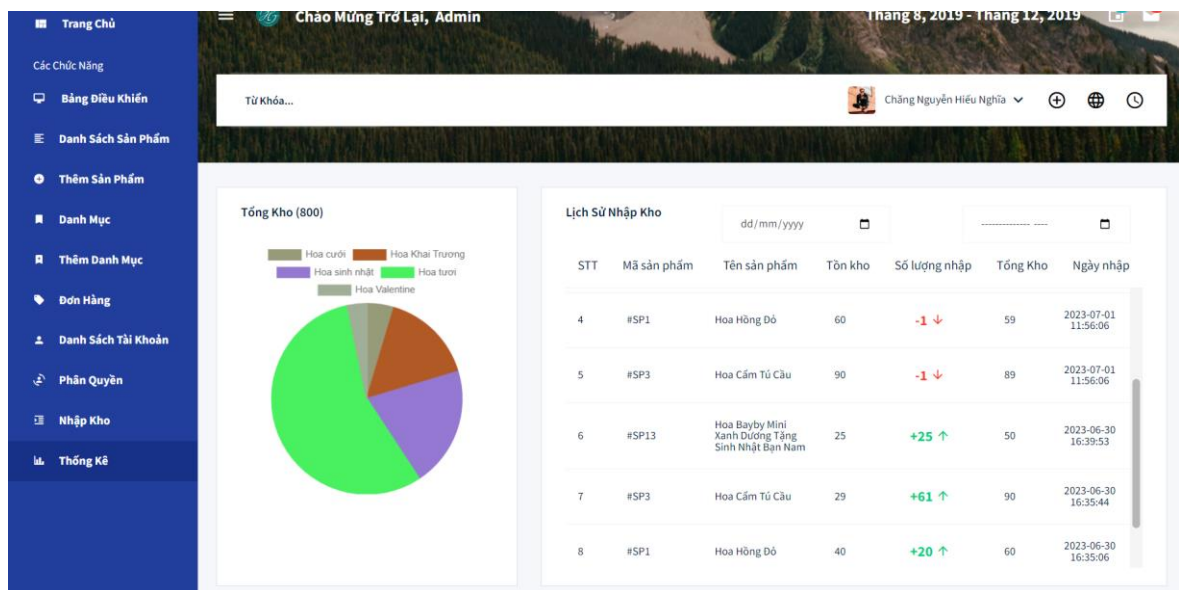 Trang Chủ
Các Chức Năng
Bảng Điều Khiển
Danh Sách Sản Phẩm
Thêm Sản Phẩm
Danh Mục
Thêm Danh Mục
Đơn Hàng
Danh Sách Tài Khoản
Phân Quyền
Nhập Kho
Thống Kê
Chào Mừng Trở Lại, Admin
Tháng 8, 2019 - Tháng 12, 2019
Từ Khóa...
Chăng Nguyễn Hiếu Nghĩa
Tổng Kho (800)
Hoa cưới Hoa Khai Trương
Hoa sinh nhật Hoa tươi
Hoa Valentine
Lịch Sử Nhập Kho
dd/mm/yyyy
---------- ----
STT Mã sản phẩm Tên sản phẩm Tồn kho Số lượng nhập Tổng Kho Ngày nhập
4 #SP1 Hoa Hồng Đỏ 60 -1 ↓ 59 2023-07-01
11:56:06
5 #SP3 Hoa Cẩm Tú Cầu 90 -1 ↓ 89 2023-07-01
11:56:06
6 #SP13 Hoa Bayby Mini
Xanh Dương Tặng
Sinh Nhật Bạn Nam
25 +25 ↑ 50 2023-06-30
16:39:53
7 #SP3 Hoa Cẩm Tú Cầu 29 +61 ↑ 90 2023-06-30
16:35:44
8 #SP1 Hoa Hồng Đỏ 40 +20 ↑ 60 2023-06-30
16:35:06